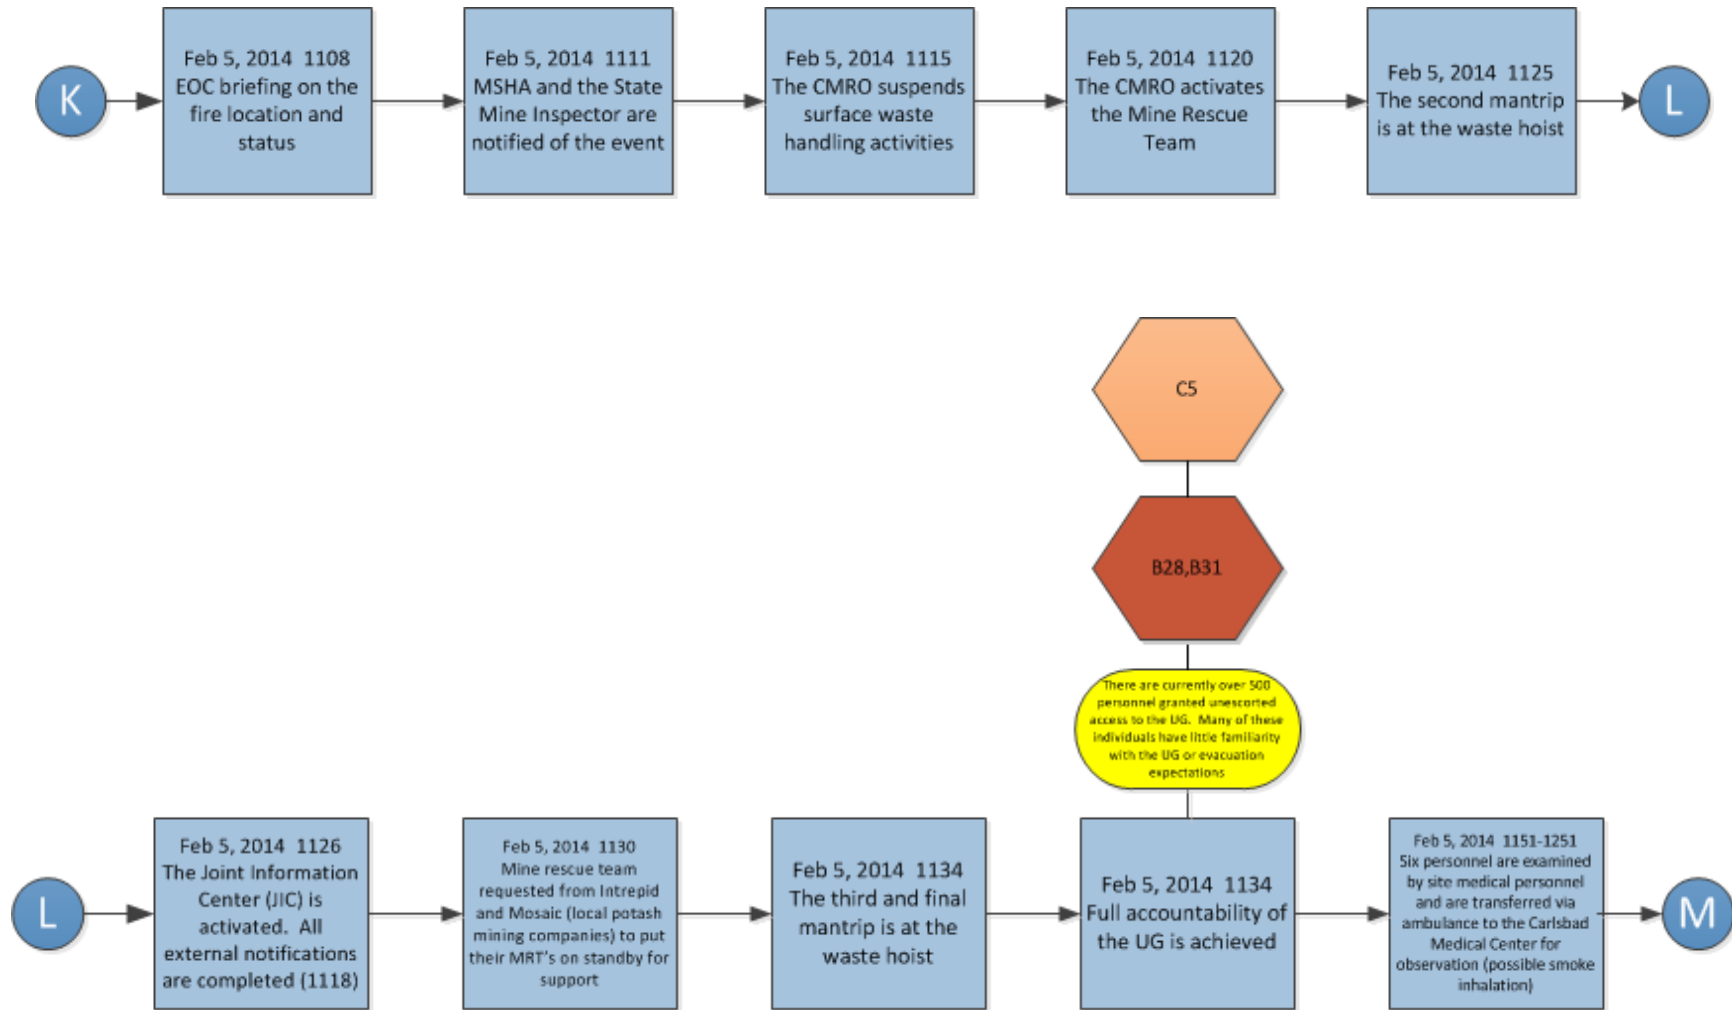 K
Feb 5, 2014 1108
EOC briefing on the
fire location and
status
Feb 5, 2014 1111
MSHA and the State
Mine Inspector are
notified of the event
Feb 5, 2014 1115
The CMRO suspends
surface waste
handling activities
Feb 5, 2014 1120
The CMRO activates
the Mine Rescue
Team
Feb 5, 2014 1125
The second mantrip
is at the waste hoist
L
C5
B28,B31
There are currently over 500
personnel granted unescorted
access to the UG. Many of these
individuals have little familiarity
with the UG or evacuation
expectations
L
Feb 5, 2014 1126
The Joint Information
Center (JIC) is
activated. All
external notifications
are completed (1118)
Feb 5, 2014 1130
Mine rescue team
requested from Intrepid
and Mosaic (local potash
mining companies) to put
their MRT's on standby for
support
Feb 5, 2014 1134
The third and final
mantrip is at the
waste hoist
Feb 5, 2014 1134
Full accountability of
the UG is achieved
Feb 5, 2014 1151-1251
Six personnel are examined
by site medical personnel
and are transferred via
ambulance to the Carlsbad
Medical Center for
observation (possible smoke
inhalation)
M